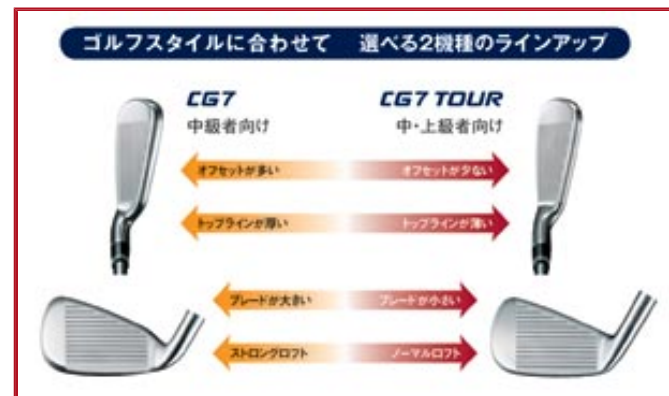 ゴルフスタイルに合わせて 選べる2機種のラインアップ
CG7
中級者向け
CG7 TOUR
中・上級者向け
オフセットが多い
オフセットが少ない
トップラインが厚い
トップラインが薄い
ブレードが大きい
ブレードが小さい
ストロングロフト
ノーマルロフト